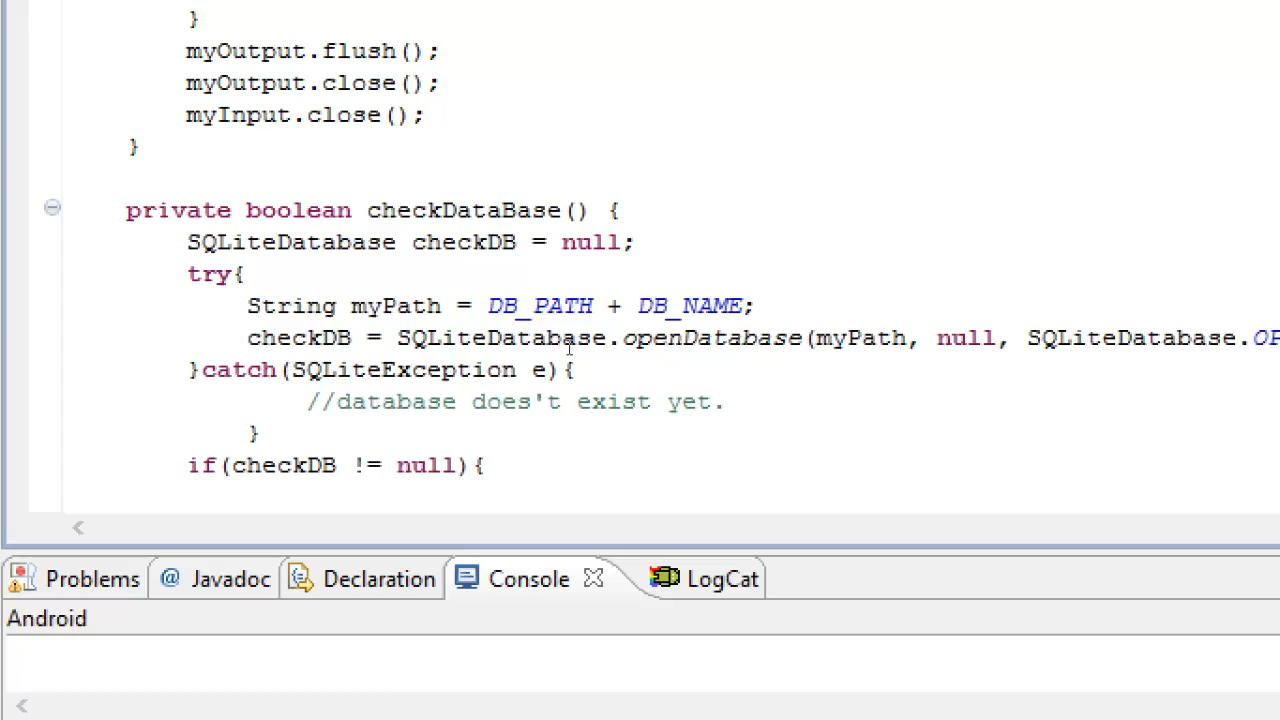 }
myOutput.flush();
myOutput.close();
myInput.close();
}
private boolean checkDataBase() {
SQLiteDatabase checkDB = null;
try{
String myPath = DB_PATH + DB_NAME;
checkDB = SQLiteDatabase.openDatabase(myPath, null, SQLiteDatabase.OP
}catch(SQLiteException e){
//database does't exist yet.
}
if(checkDB != null){
Problems @ Javadoc Declaration Console LogCat
Android